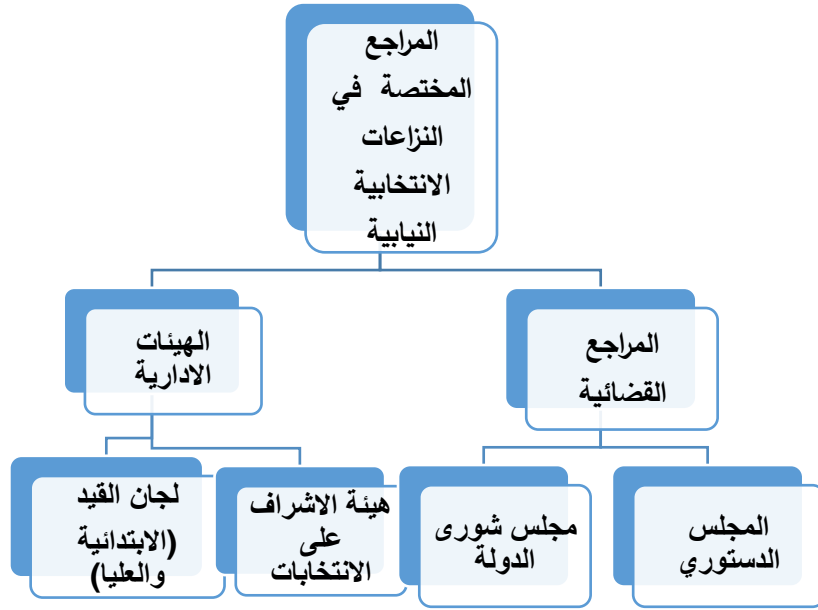 المراجع
المختصة في
النزاعات
الانتخابية
النيابية
المراجع
القضائية
الهيئات
الادارية
المجلس
الدستوري
مجلس شورى
الدولة
هيئة الاشراف
على
الانتخابات
لجان القيد
(الابتدائية
والعليا)